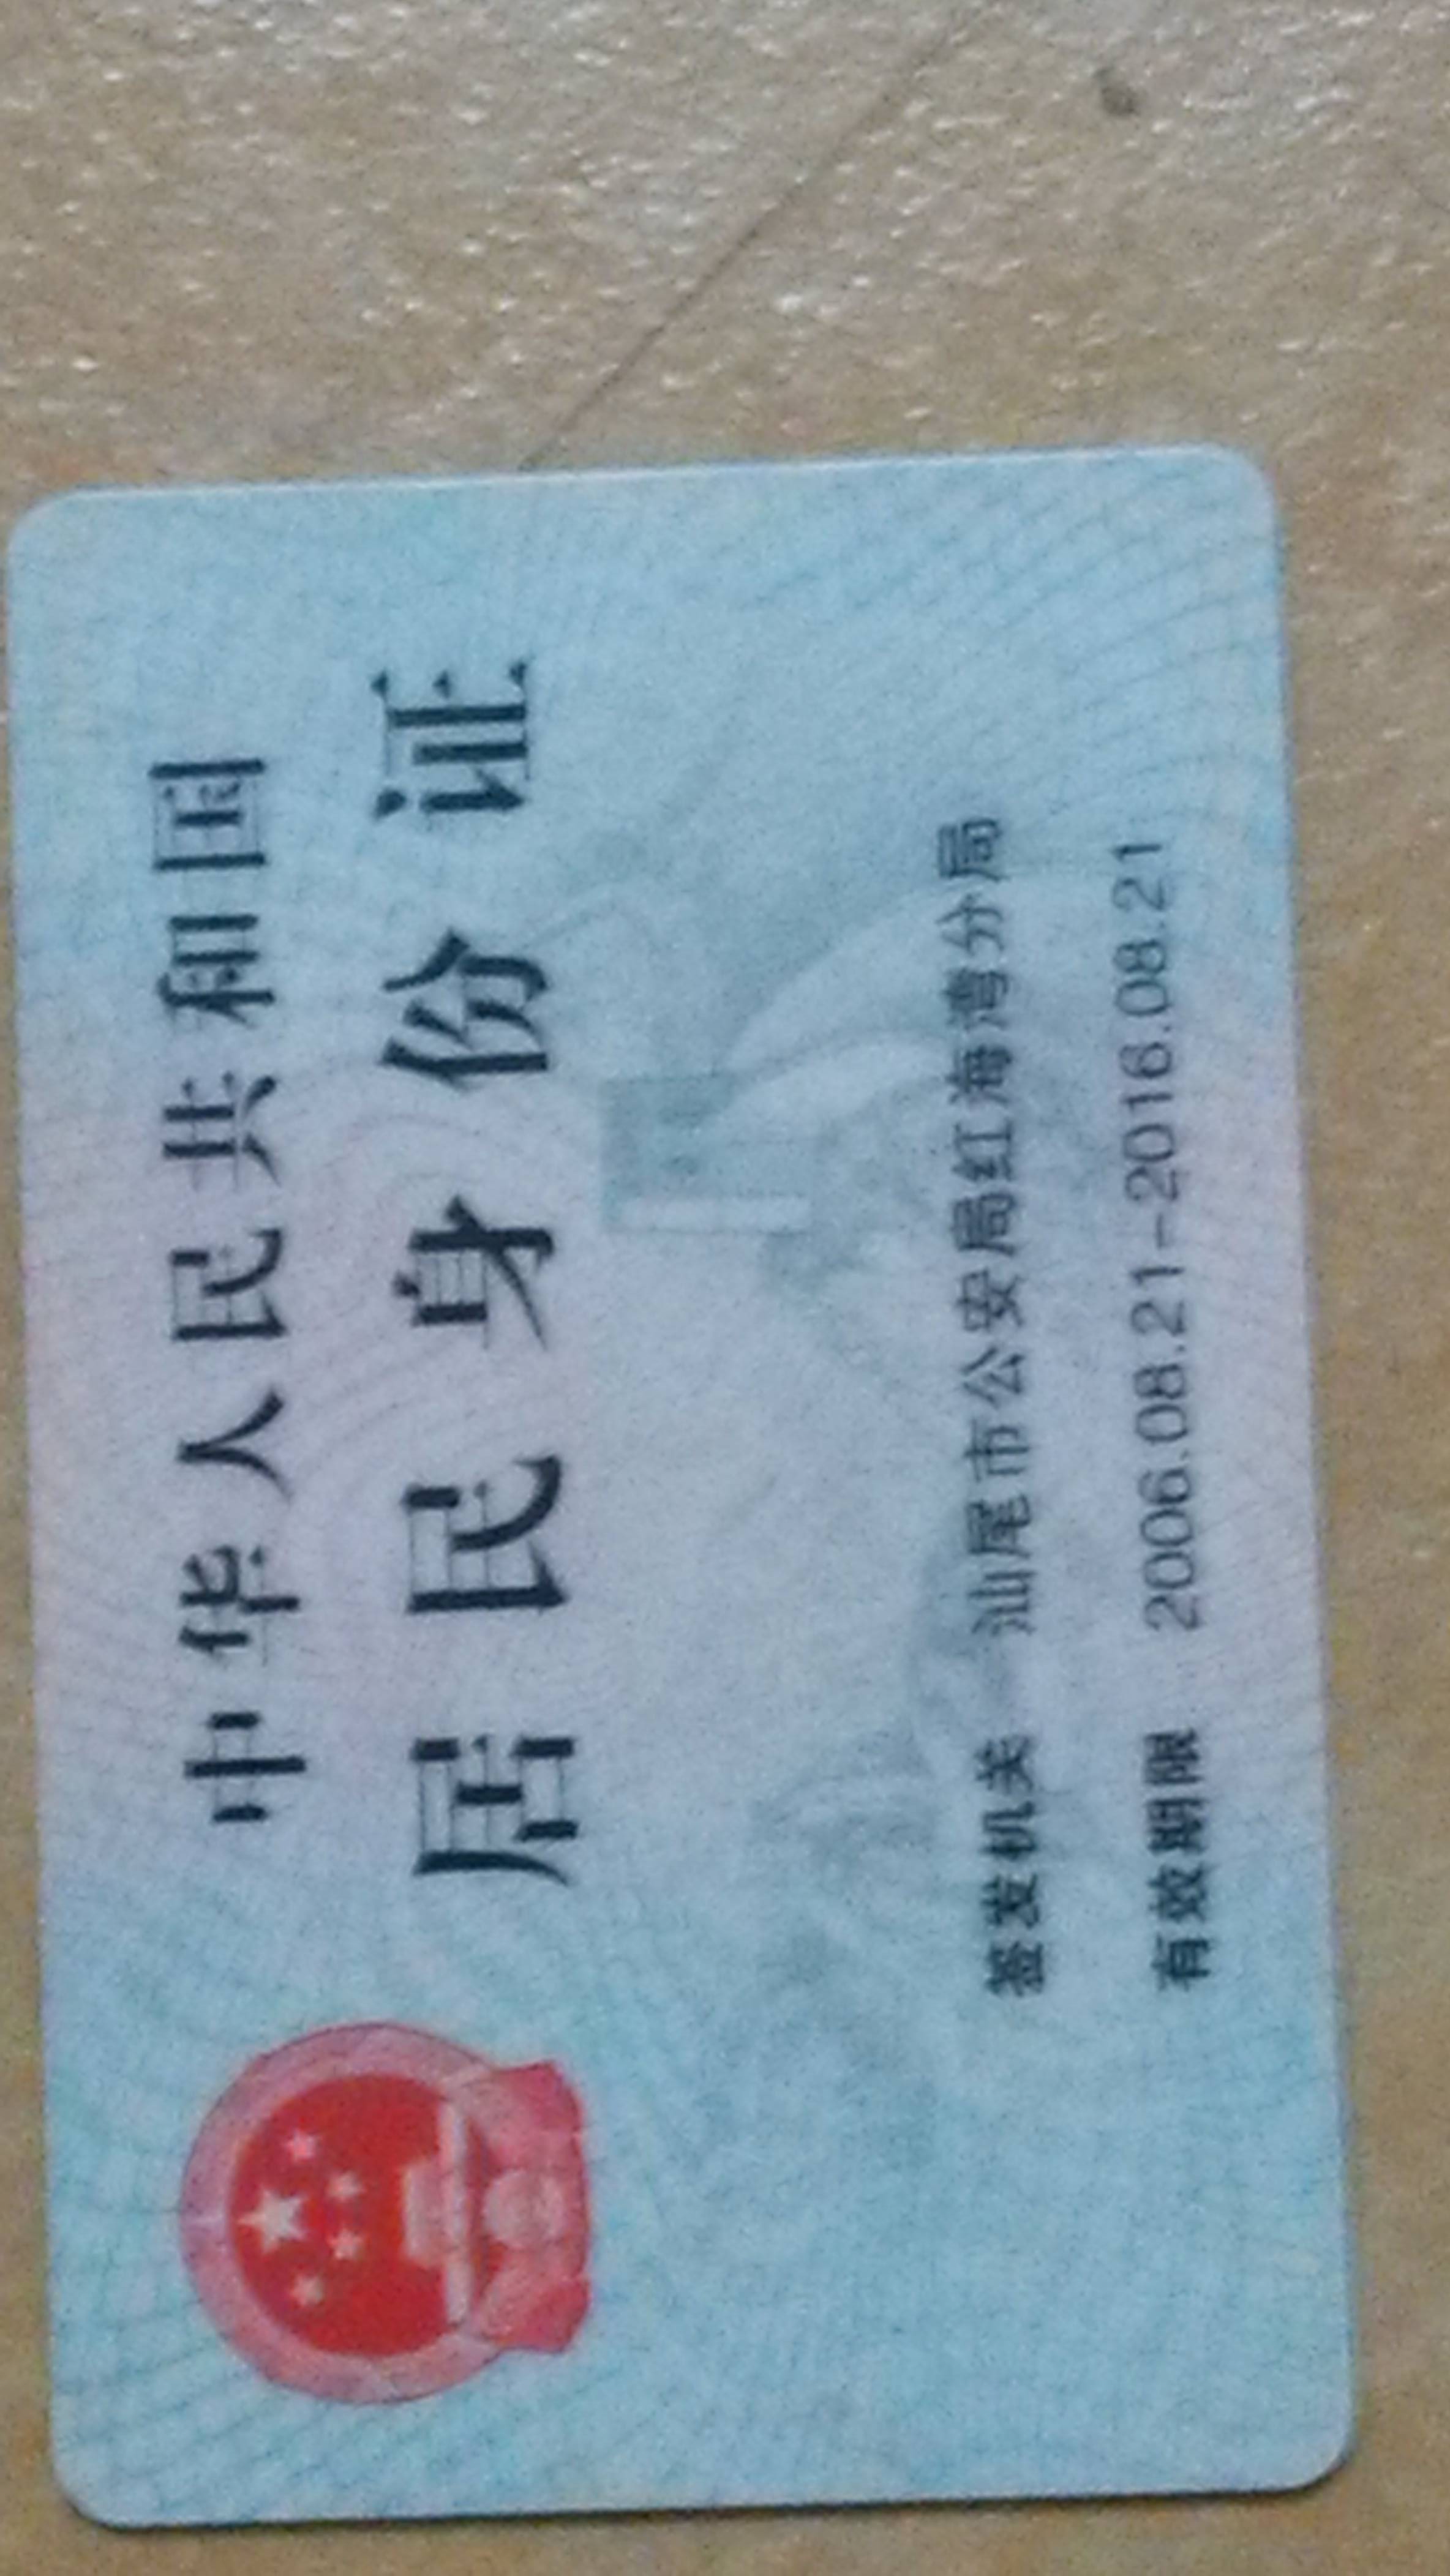 中华人民共和国
居民身份证
签发机关 汕尾市公安局红海湾分局
有效期限 2006.08.21-2016.08.21